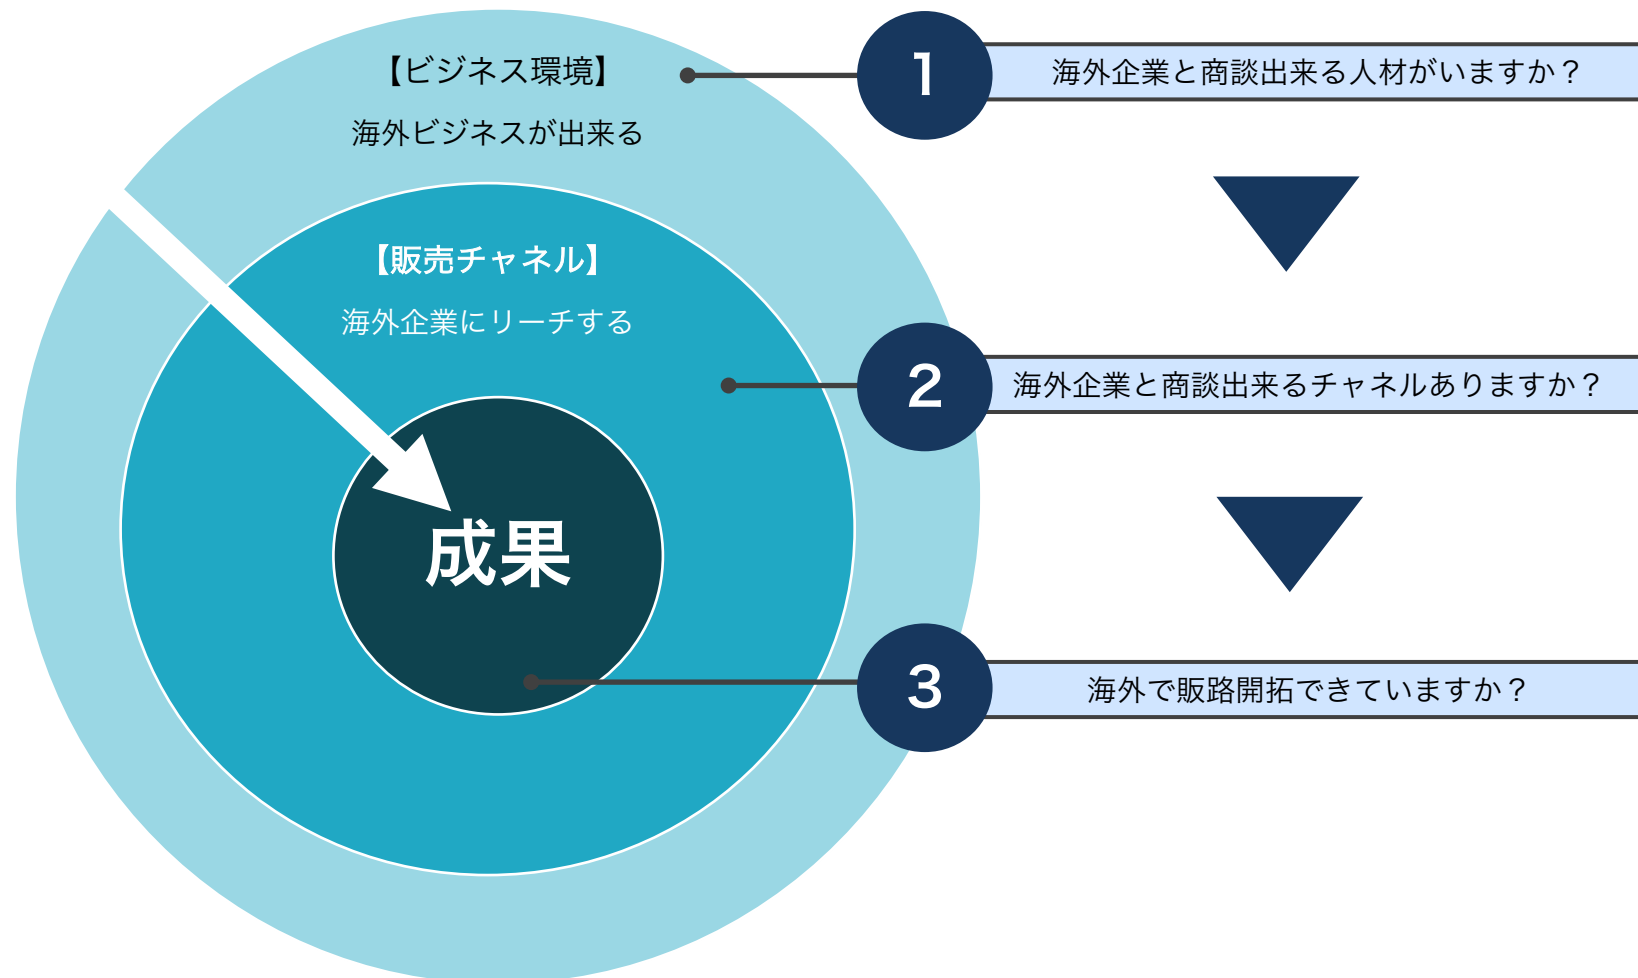 【ビジネス環境】
海外ビジネスが出来る
【販売チャネル】
海外企業にリーチする
成果
1
海外企業と商談出来る人材がいますか？
2
海外企業と商談出来るチャネルありますか？
3
海外で販路開拓できていますか？